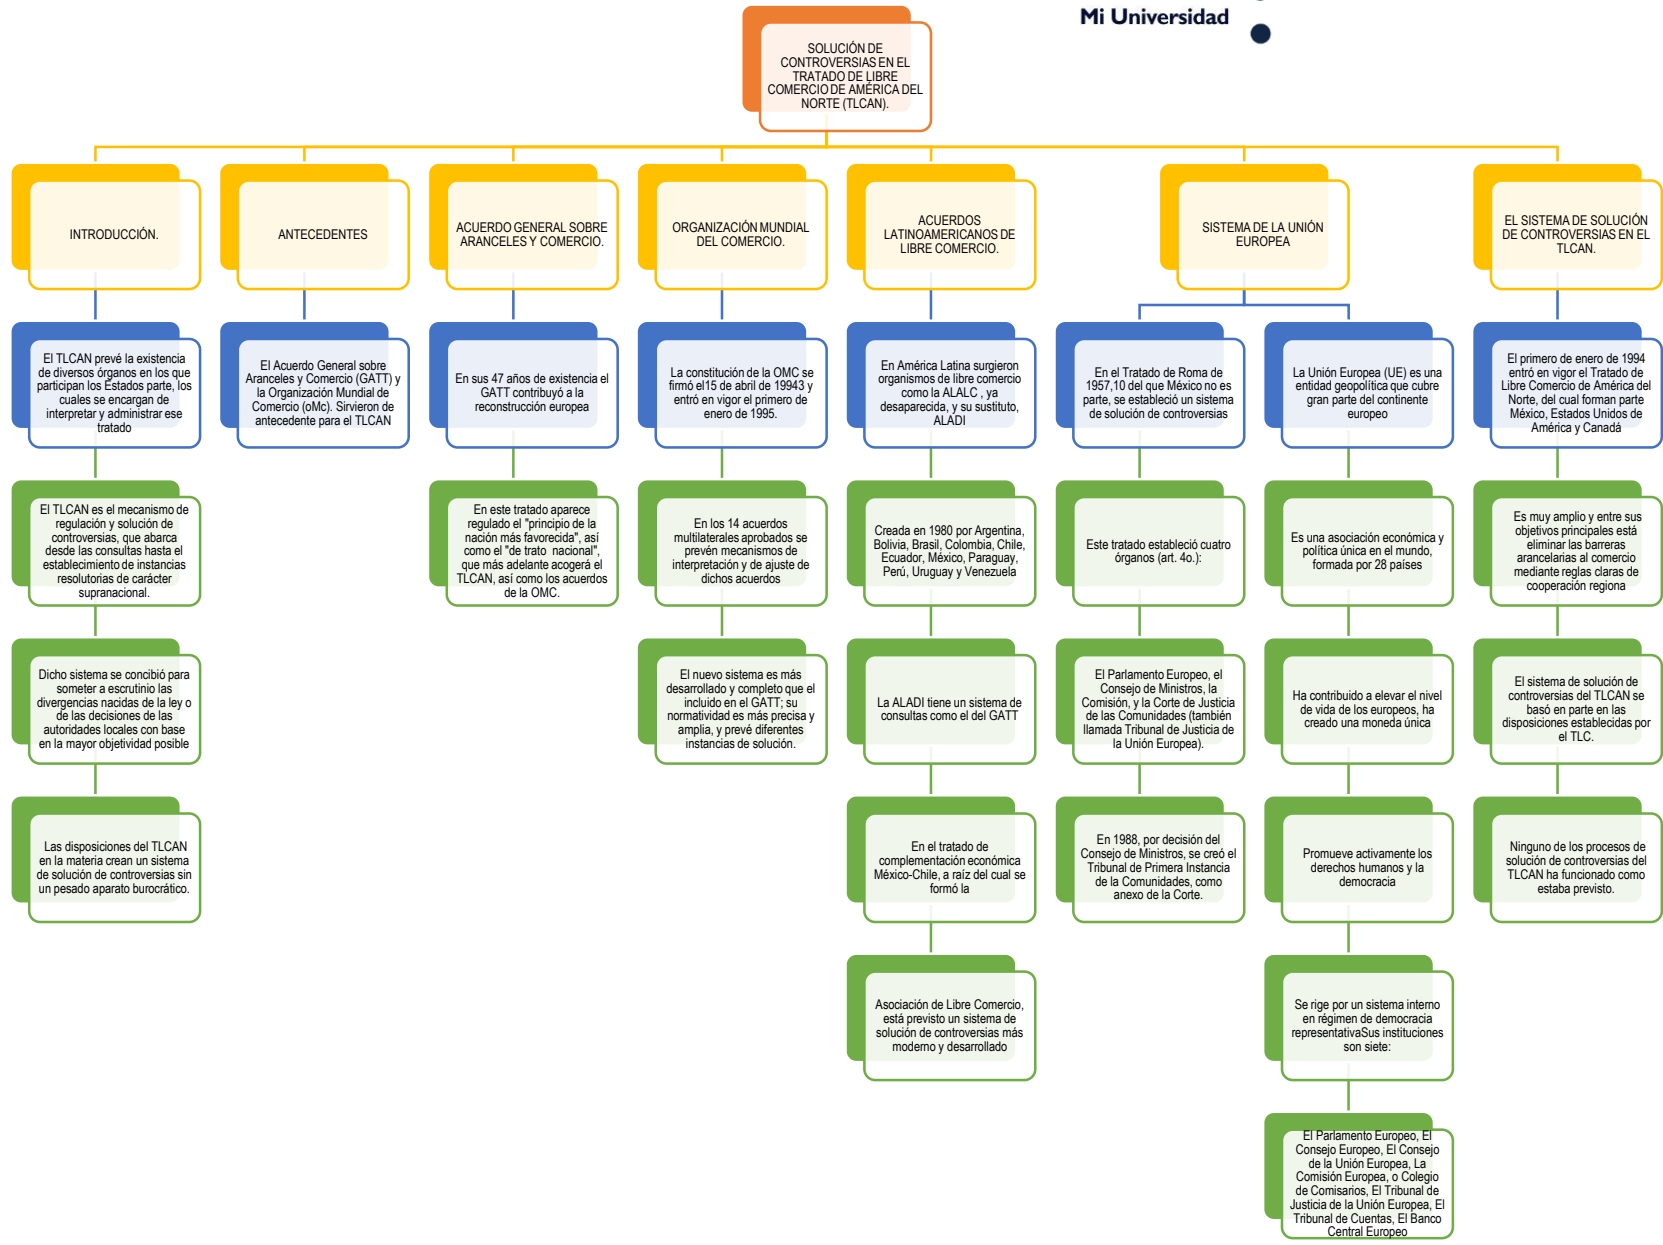 Mi Universidad
SOLUCIÓN DE
CONTROVERSIAS EN EL
TRATADO DE LIBRE
COMERCIO DE AMÉRICA DEL
NORTE (TLCAN).
INTRODUCCIÓN.
El TLCAN prevé la existencia
de diversos órganos en los que
participan los Estados parte, los
cuales se encargan de
interpretar y administrar ese
tratado
El TLCAN es el mecanismo de
regulación y solución de
controversias, que abarca
desde las consultas hasta el
establecimiento de instancias
resolutorias de carácter
supranacional.
Dicho sistema se concibió para
someter a escrutinio las
divergencias nacidas de la ley o
de las decisiones de las
autoridades locales con base
en la mayor objetividad posible
Las disposiciones del TLCAN
en la materia crean un sistema
de solución de controversias sin
un pesado aparato burocrático.
ANTECEDENTES
El Acuerdo General sobre
Aranceles y Comercio (GATT) y
la Organización Mundial de
Comercio (oMc). Sirvieron de
antecedente para el TLCAN
ACUERDO GENERAL SOBRE
ARANCELES Y COMERCIO.
En sus 47 años de existencia el
GATT contribuyó a la
reconstrucción europea
En este tratado aparece
regulado el "principio de la
nación más favorecida", así
como el "de trato nacional",
que más adelante acogerá el
TLCAN, así como los acuerdos
de la OMC.
ORGANIZACIÓN MUNDIAL
DEL COMERCIO.
La constitución de la OMC se
firmó el15 de abril de 19943 y
entró en vigor el primero de
enero de 1995.
En los 14 acuerdos
multilaterales aprobados se
prevén mecanismos de
interpretación y de ajuste de
dichos acuerdos
El nuevo sistema es más
desarrollado y completo que el
incluido en el GATT; su
normatividad es más precisa y
amplia, y prevé diferentes
instancias de solución.
ACUERDOS
LATINOAMERICANOS DE
LIBRE COMERCIO.
En América Latina surgieron
organismos de libre comercio
como la ALALC , ya
desaparecida, y su sustituto,
ALADI
Creada en 1980 por Argentina,
Bolivia, Brasil, Colombia, Chile,
Ecuador, México, Paraguay,
Perú, Uruguay y Venezuela
La ALADI tiene un sistema de
consultas como el del GATT
En el tratado de
complementación económica
México-Chile, a raíz del cual se
formó la
Asociación de Libre Comercio,
está previsto un sistema de
solución de controversias más
moderno y desarrollado
SISTEMA DE LA UNIÓN
EUROPEA
En el Tratado de Roma de
1957,10 del que México no es
parte, se estableció un sistema
de solución de controversias
Este tratado estableció cuatro
órganos (art. 4o.):
El Parlamento Europeo, el
Consejo de Ministros, la
Comisión, y la Corte de Justicia
de las Comunidades (también
llamada Tribunal de Justicia de
la Unión Europea).
En 1988, por decisión del
Consejo de Ministros, se creó el
Tribunal de Primera Instancia
de la Comunidades, como
anexo de la Corte.
La Unión Europea (UE) es una
entidad geopolítica que cubre
gran parte del continente
europeo
Es una asociación económica y
política única en el mundo,
formada por 28 países
Ha contribuido a elevar el nivel
de vida de los europeos, ha
creado una moneda única
Promueve activamente los
derechos humanos y la
democracia
Se rige por un sistema interno
en régimen de democracia
representativaSus instituciones
son siete:
El Parlamento Europeo, El
Consejo Europeo, El Consejo
de la Unión Europea, La
Comisión Europea, o Colegio
de Comisarios, El Tribunal de
Justicia de la Unión Europea, El
Tribunal de Cuentas, El Banco
Central Europeo
EL SISTEMA DE SOLUCIÓN
DE CONTROVERSIAS EN EL
TLCAN.
El primero de enero de 1994
entró en vigor el Tratado de
Libre Comercio de América del
Norte, del cual forman parte
México, Estados Unidos de
América y Canadá
Es muy amplio y entre sus
objetivos principales está
eliminar las barreras
arancelarias al comercio
mediante reglas claras de
cooperación regiona
El sistema de solución de
controversias del TLCAN se
basó en parte en las
disposiciones establecidas por
el TLC.
Ninguno de los procesos de
solución de controversias del
TLCAN ha funcionado como
estaba previsto.